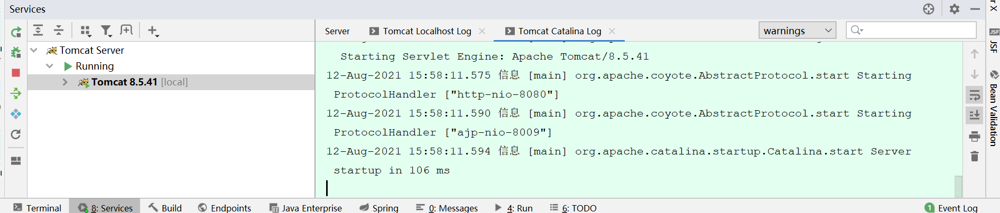 Services
Server
Tomcat Localhost Log
Tomcat Catalina Log
warnings
Tomcat Server
Running
Tomcat 8.5.41 [local]
Starting Servlet Engine: Apache Tomcat/8.5.41
12-Aug-2021 15:58:11.575 信息 [main] org.apache.coyote.AbstractProtocol.start Starting
ProtocolHandler ["http-nio-8080"]
12-Aug-2021 15:58:11.590 信息 [main] org.apache.coyote.AbstractProtocol.start Starting
ProtocolHandler ["ajp-nio-8009"]
12-Aug-2021 15:58:11.594 信息 [main] org.apache.catalina.startup.Catalina.start Server
startup in 106 ms
r X
JSF
JSF
Bean Validation
Terminal
8: Services
Build
Endpoints
Java Enterprise
Spring
0: Messages
4: Run
6: TODO
1 Event Log